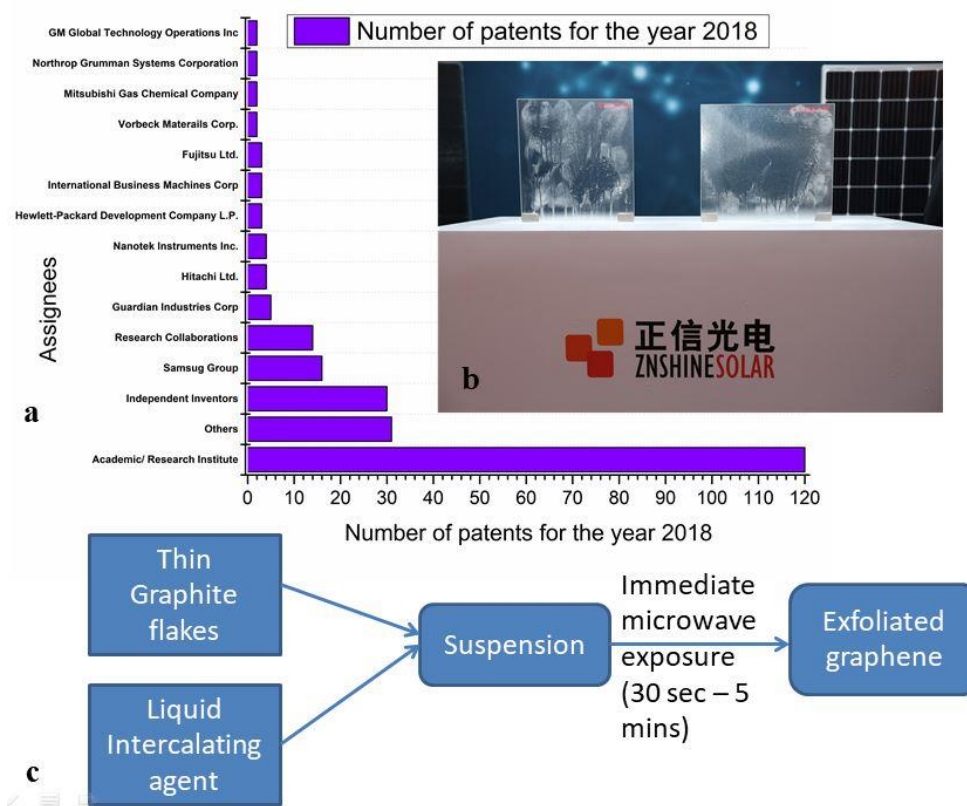 Number of patents for the year 2018
GM Global Technology Operations Inc
Northrop Grumman Systems Corporation
Mitsubishi Gas Chemical Company
Vorbeck Materails Corp.
Fujitsu Ltd.
International Business Machines Corp
Hewlett-Packard Development Company L.P.
Nanotek Instruments Inc.
Hitachi Ltd.
Guardian Industries Corp
Research Collaborations
Samsug Group
Independent Inventors
Others
Academic/ Research Institute
Assignees
0 10 20 30 40 50 60 70 80 90 100 110 120
Number of patents for the year 2018
a
正信光电
ZNSHINESOLAR
b
Thin
Graphite
flakes
Liquid
Intercalating
agent
Suspension
Immediate
microwave
exposure
(30 sec – 5
mins)
Exfoliated
graphene
c